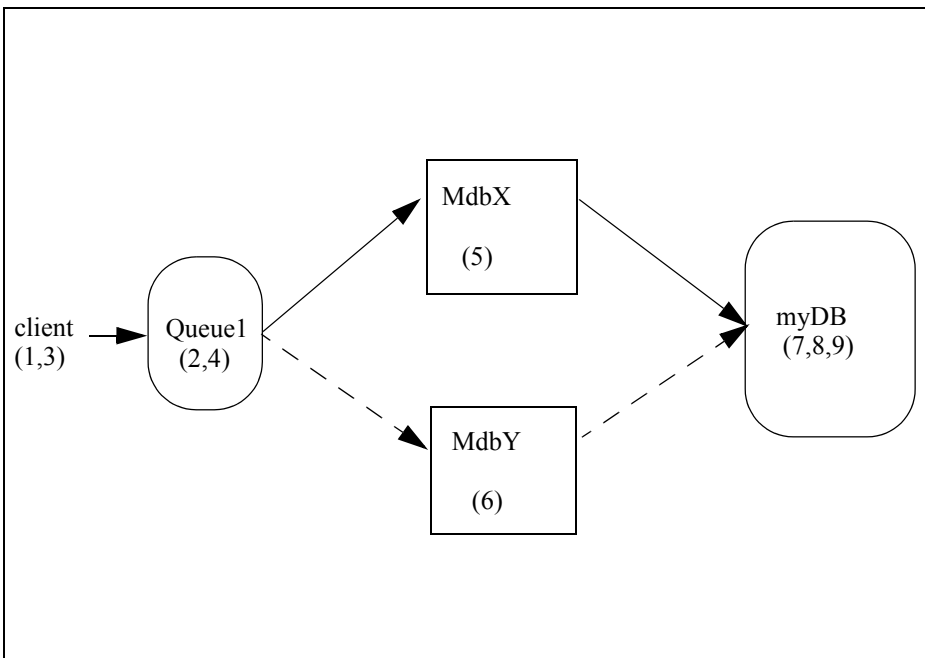 client
(1,3)
Queue1
(2,4)
MdbX
(5)
MdbY
(6)
myDB
(7,8,9)